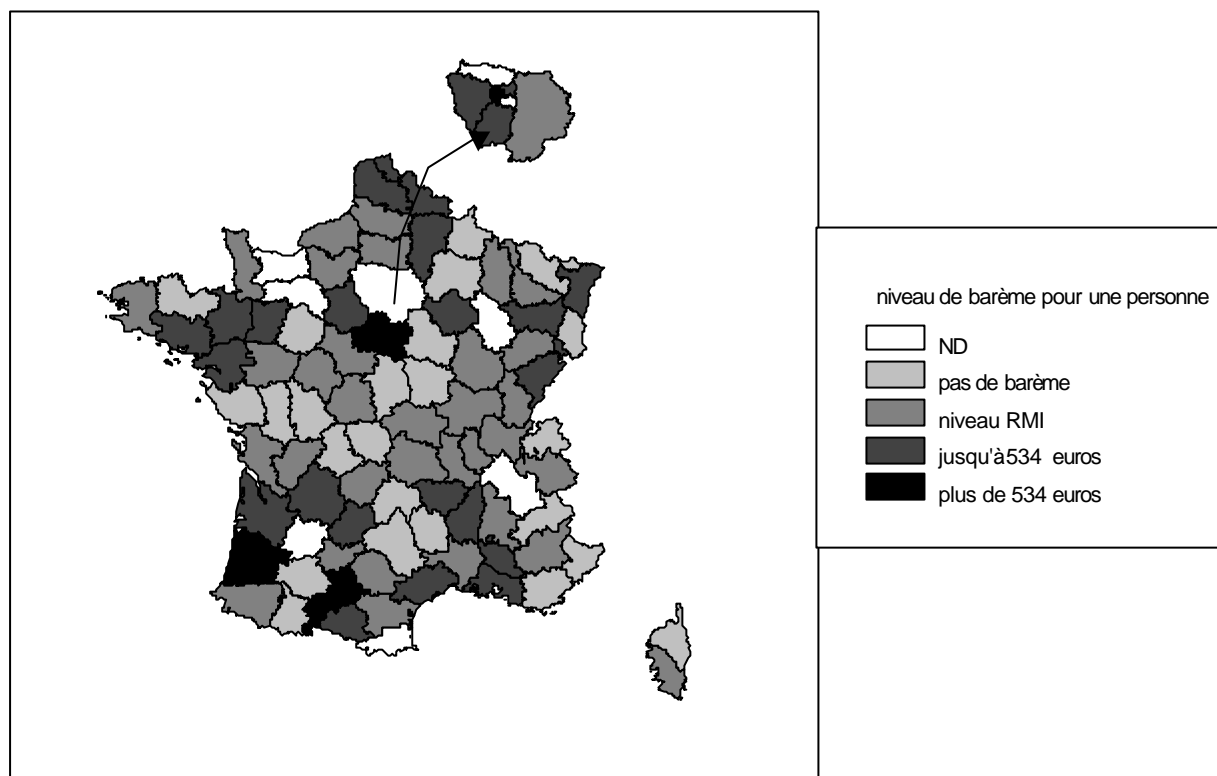 niveau de barème pour une personne
ND
pas de barème
niveau RMI
jusqu'à534 euros
plus de 534 euros